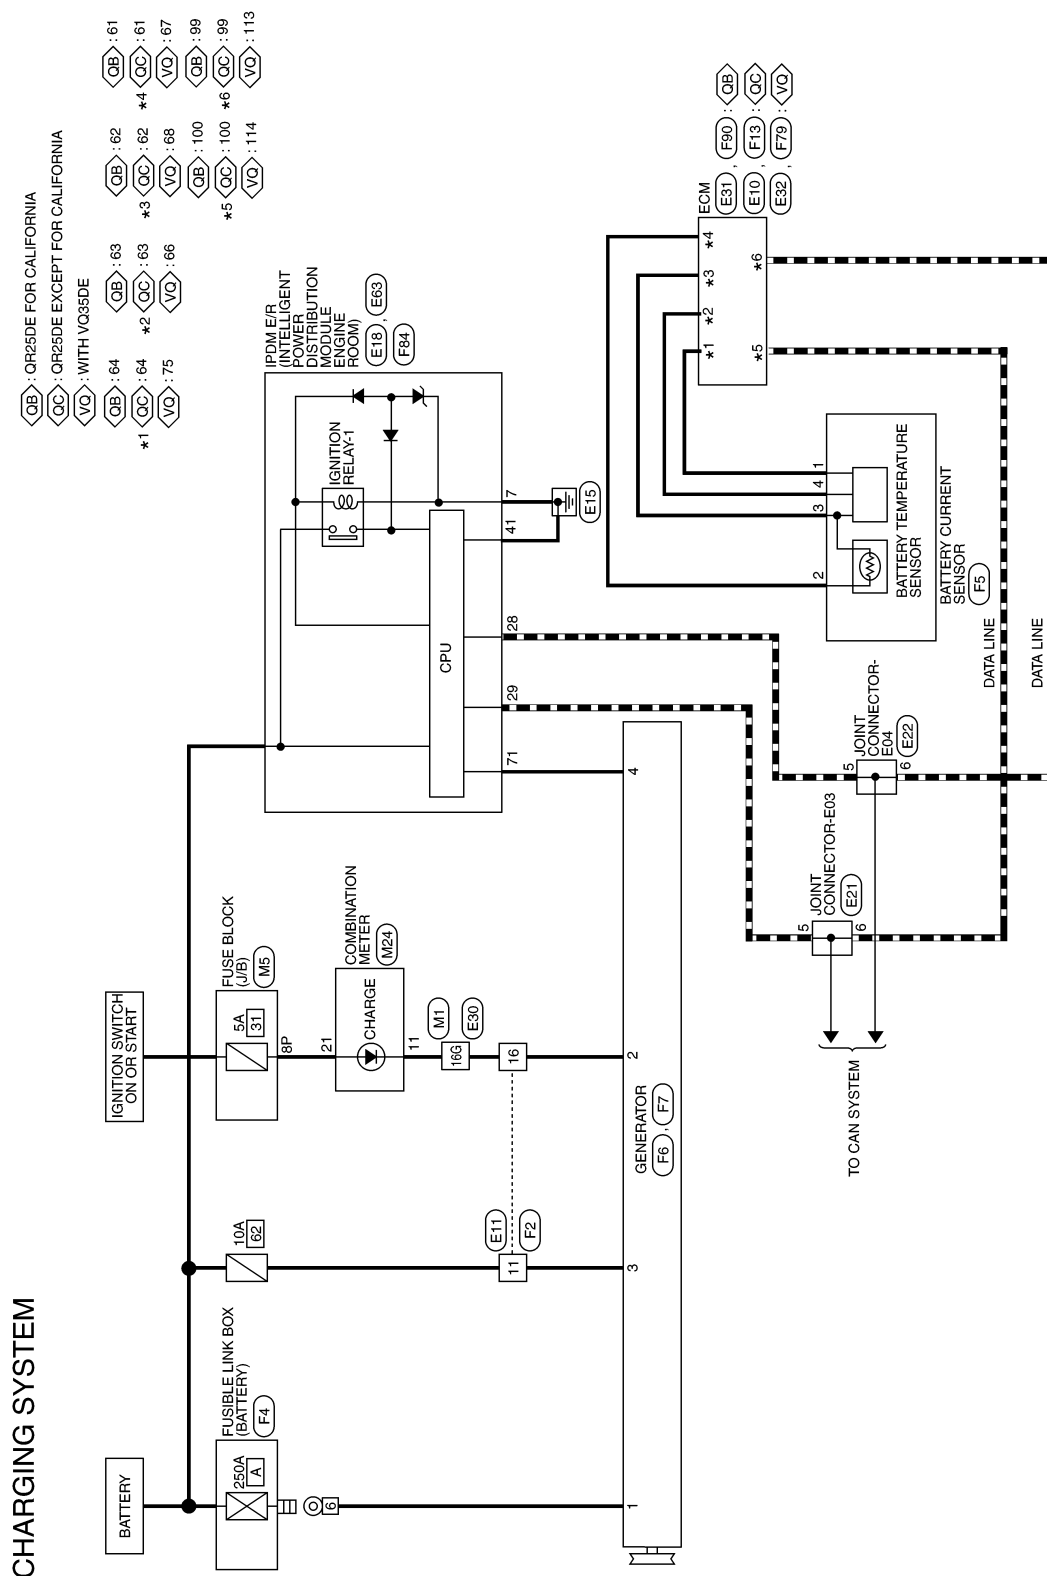 CHARGING SYSTEM
QB : QR25DE FOR CALIFORNIA
QC : QR25DE EXCEPT FOR CALIFORNIA
VQ : WITH VQ35DE
QB : 64
*1 QC : 64
VQ : 75
QB : 63
*2 QC : 63
VQ : 66
QB : 62
*3 QC : 62
VQ : 68
QB : 61
*4 QC : 61
VQ : 67
QB : 100
*5 QC : 100
VQ : 114
QB : 99
*6 QC : 99
VQ : 113
BATTERY
IGNITION SWITCH
ON OR START
FUSIBLE LINK BOX
(BATTERY)
F4
250A
A
6
10A
62
FUSE BLOCK
(J/B)
M5
5A
31
8P
COMBINATION
METER
M24
21
CHARGE
11
M1
16G
E30
16
E11
11
F2
1
3
2
4
GENERATOR
F6 , F7
IPDM E/R
(INTELLIGENT
POWER
DISTRIBUTION
MODULE
ENGINE
ROOM)
E18 , E63
F84
IGNITION
RELAY-1
CPU
71
29
28
41
7
E15
ECM
E31 , F90 : QB
E10 , F13 : QC
E32 , F79 : VQ
*1
*2
*3
*4
*5
*6
2
3
4
1
BATTERY TEMPERATURE
SENSOR
BATTERY CURRENT
SENSOR
F5
JOINT
CONNECTOR-E03
E21
5
6
JOINT
CONNECTOR-
E04
E22
5
6
TO CAN SYSTEM
DATA LINE
DATA LINE